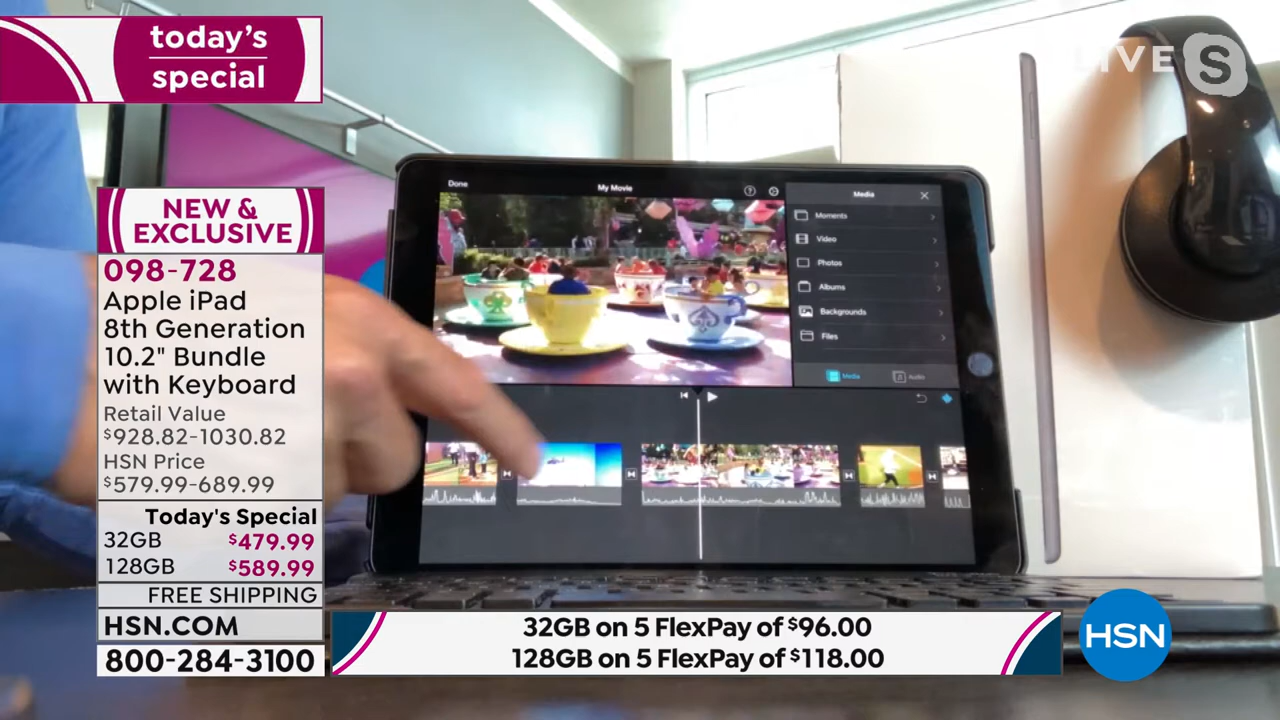 today's
special
LIVE S
NEW &
EXCLUSIVE
098-728
Apple iPad
8th Generation
10.2" Bundle
with Keyboard
Retail Value
$928.82-1030.82
HSN Price
$579.99-689.99
Today's Special
32GB $479.99
128GB $589.99
FREE SHIPPING
HSN.COM
800-284-3100
Done
My Movie
?
Media
Moments
Video
Photos
Albums
Backgrounds
Files
Media
Audio
32GB on 5 FlexPay of $96.00
128GB on 5 FlexPay of $118.00
HSN